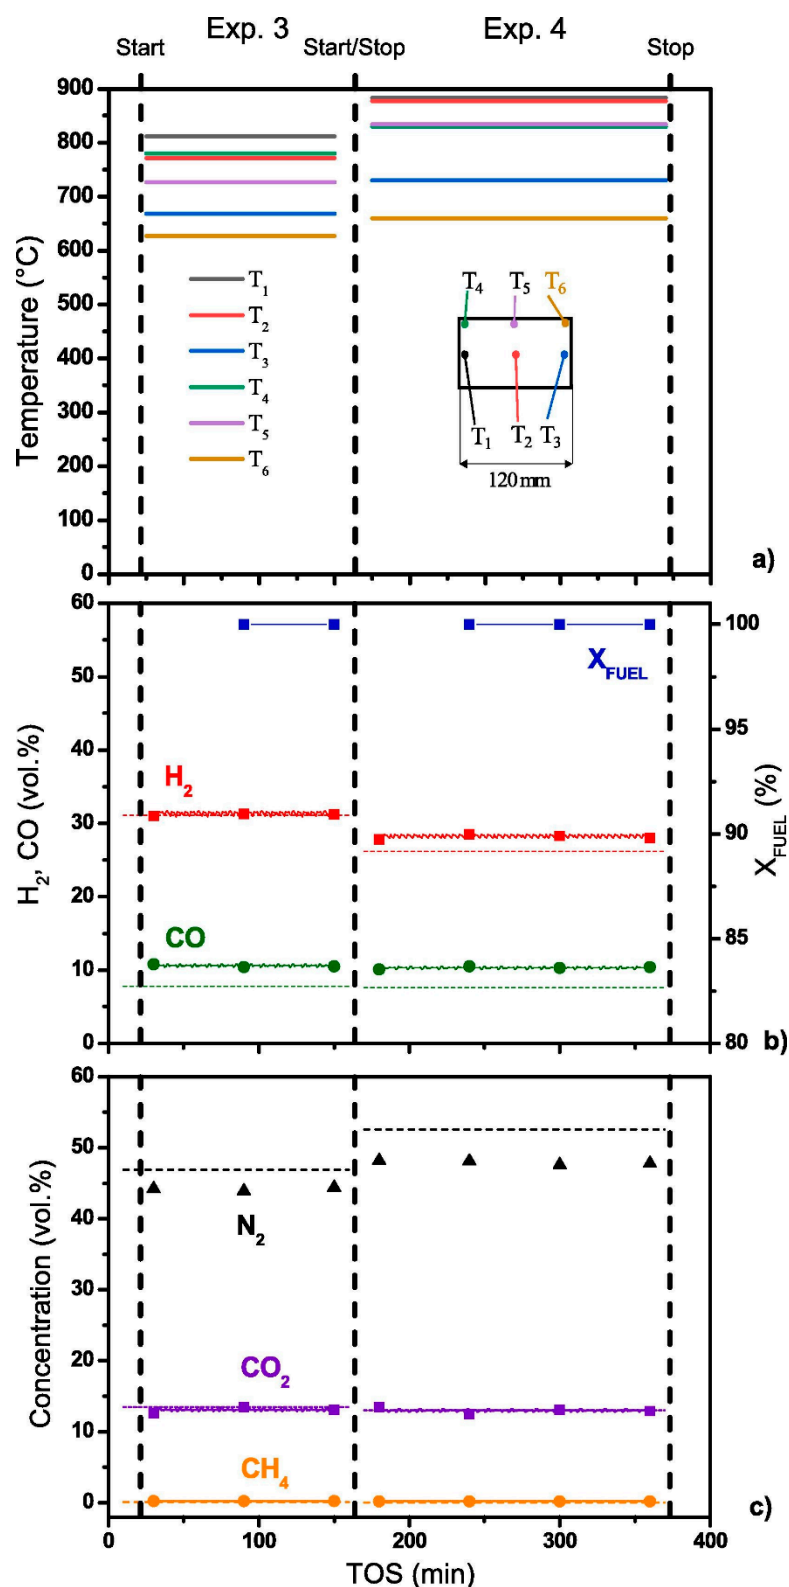 Exp. 3 Exp. 4
Start Start/Stop Stop
900
800
700
600
500
400
300
200
100
0
Temperature (°C)
T1
T2
T3
T4
T5
T6
T4 T5 T6
T1 T2 T3
120 mm
a)
60
50
40
30
20
10
0
H2, CO (vol.%)
XFUEL
H2
CO
100
95
90
85
80
XFUEL (%)
b)
60
50
40
30
20
10
0
Concentration (vol.%)
N2
CO2
CH4
c)
0 100 200 300 400
TOS (min)